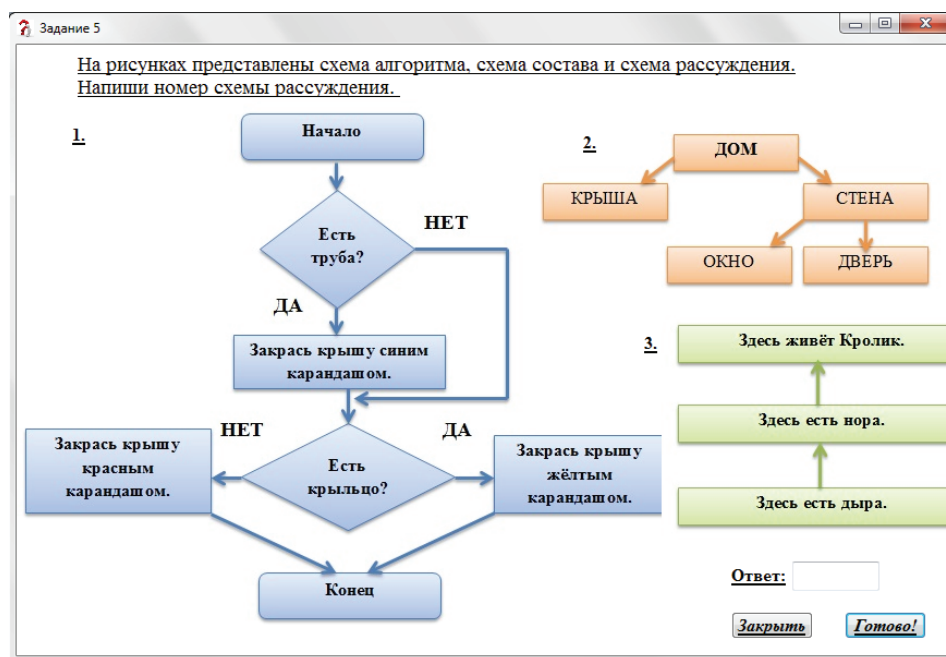 Задание 5
На рисунках представлены схема алгоритма, схема состава и схема рассуждения.
Напиши номер схемы рассуждения.
1.
Начало
Есть
труба?
НЕТ
ДА
Закрась крышу синим
карандашом.
НЕТ
ДА
Закрась крышу
красным
карандашом.
Есть
крыльцо?
Закрась крышу
жёлтым
карандашом.
Конец
2.
ДОМ
КРЫША
СТЕНА
ОКНО
ДВЕРЬ
3.
Здесь живёт Кролик.
Здесь есть нора.
Здесь есть дыра.
Ответ:
Закрыть
Готово!